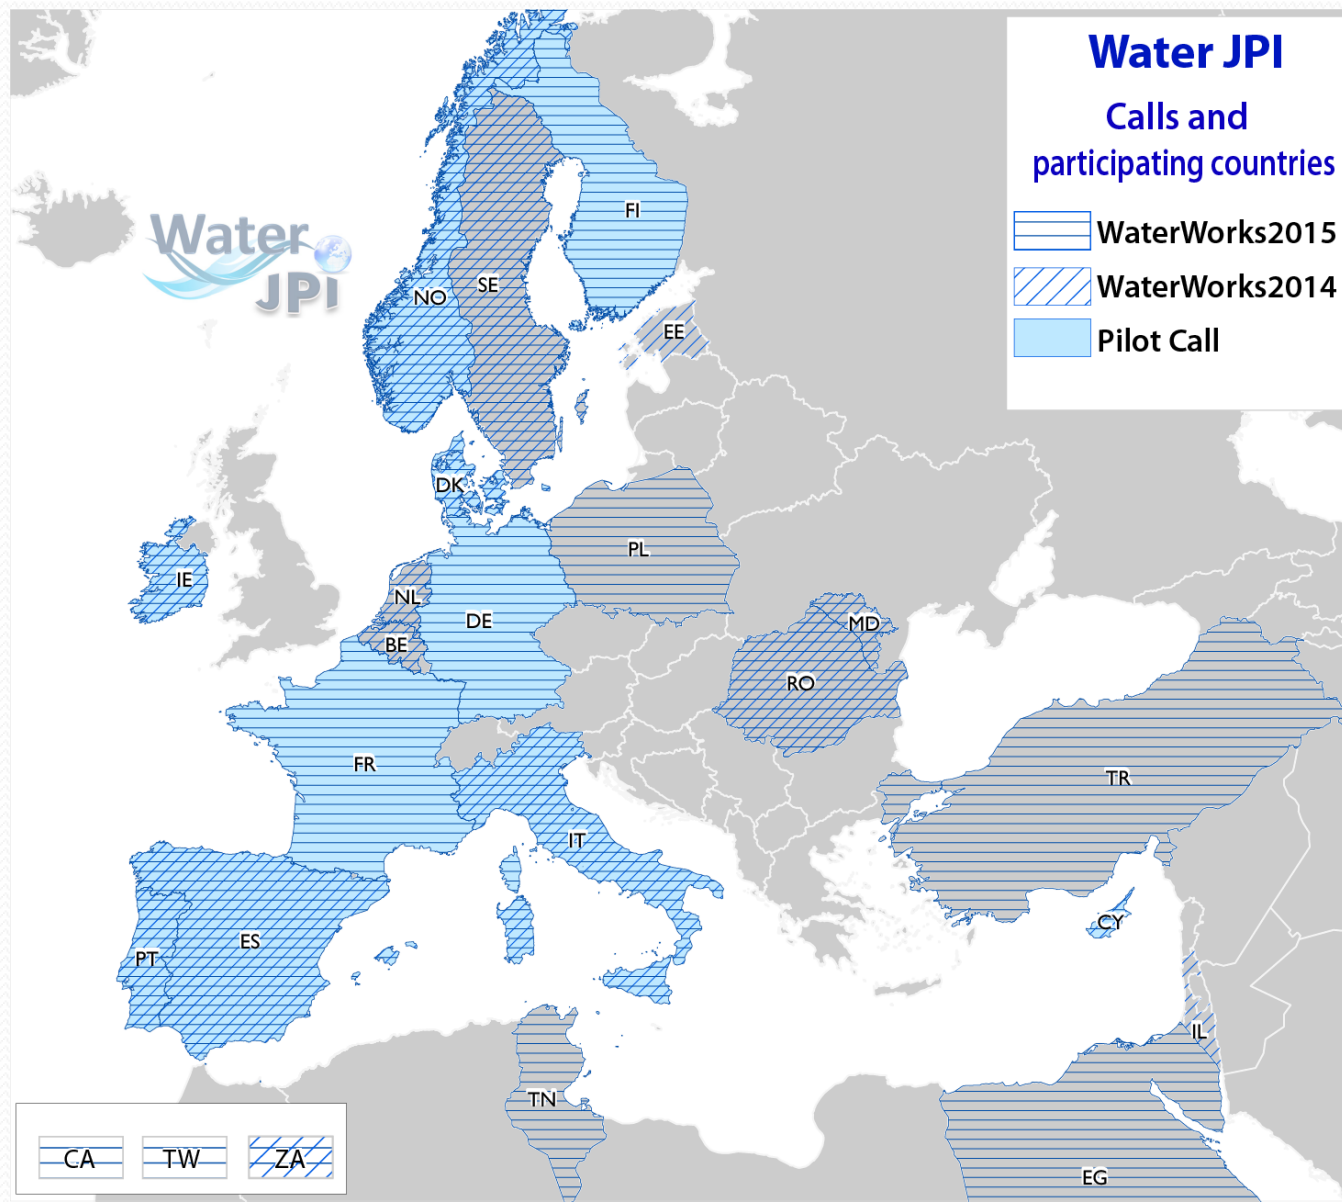 Water JPI
Calls and
participating countries
WaterWorks2015
WaterWorks2014
Pilot Call
Water
JPI
FI
NO
SE
EE
DK
PL
IE
NL
DE
BE
MD
RO
FR
TR
IT
CY
ES
PT
IL
TN
EG
CA TW ZA